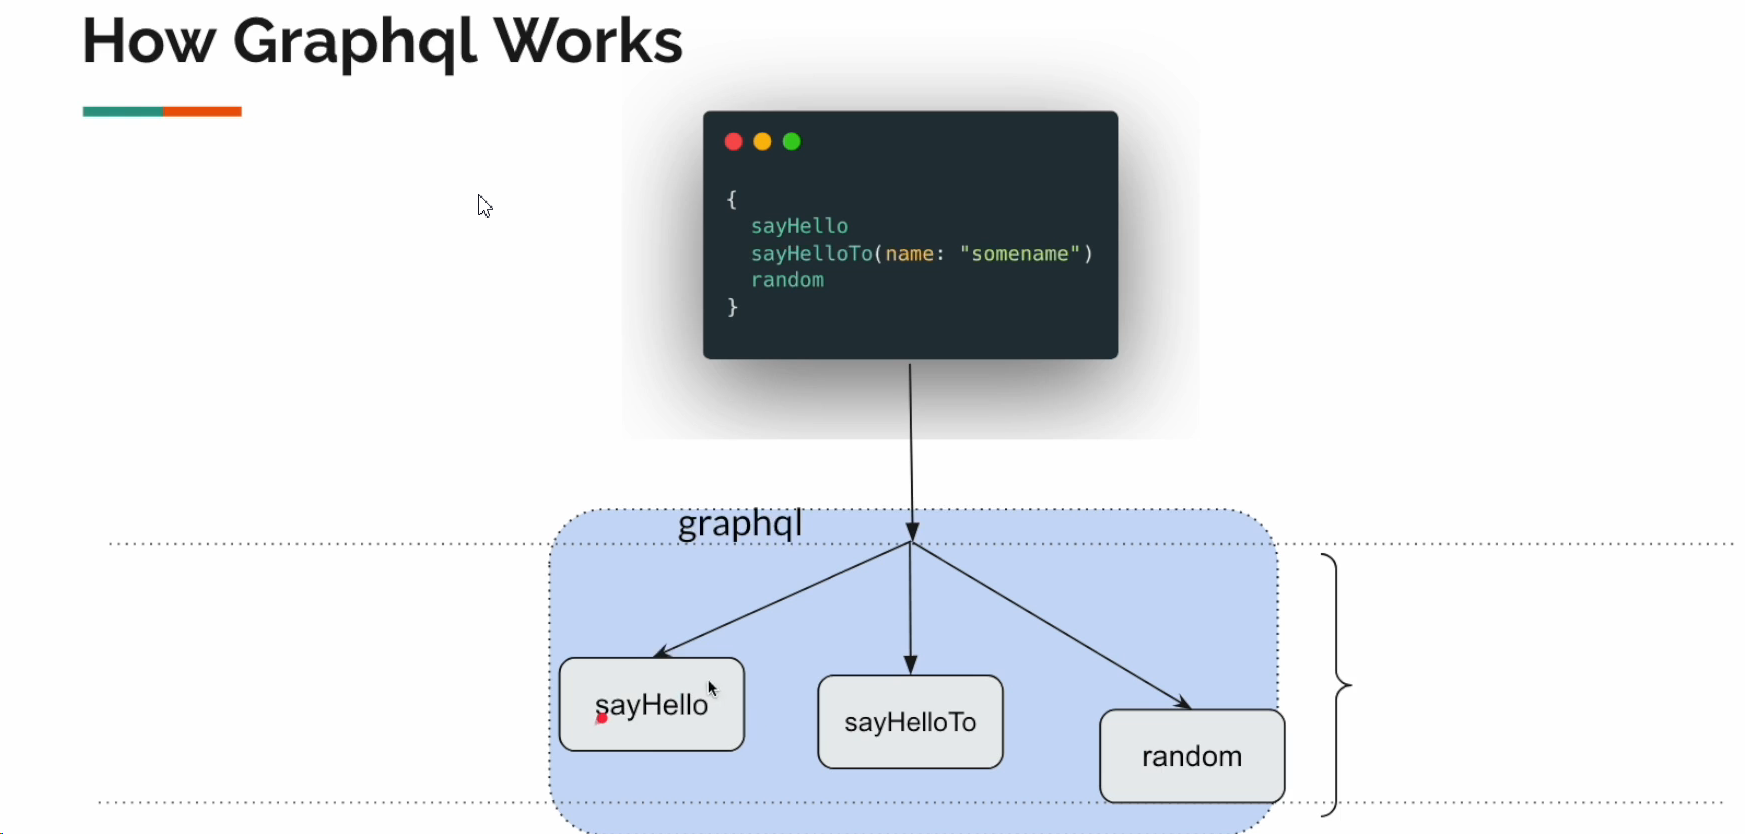 How Graphql Works
{
sayHello
sayHelloTo(name: "somename")
random
}
graphql
sayHello
sayHelloTo
random